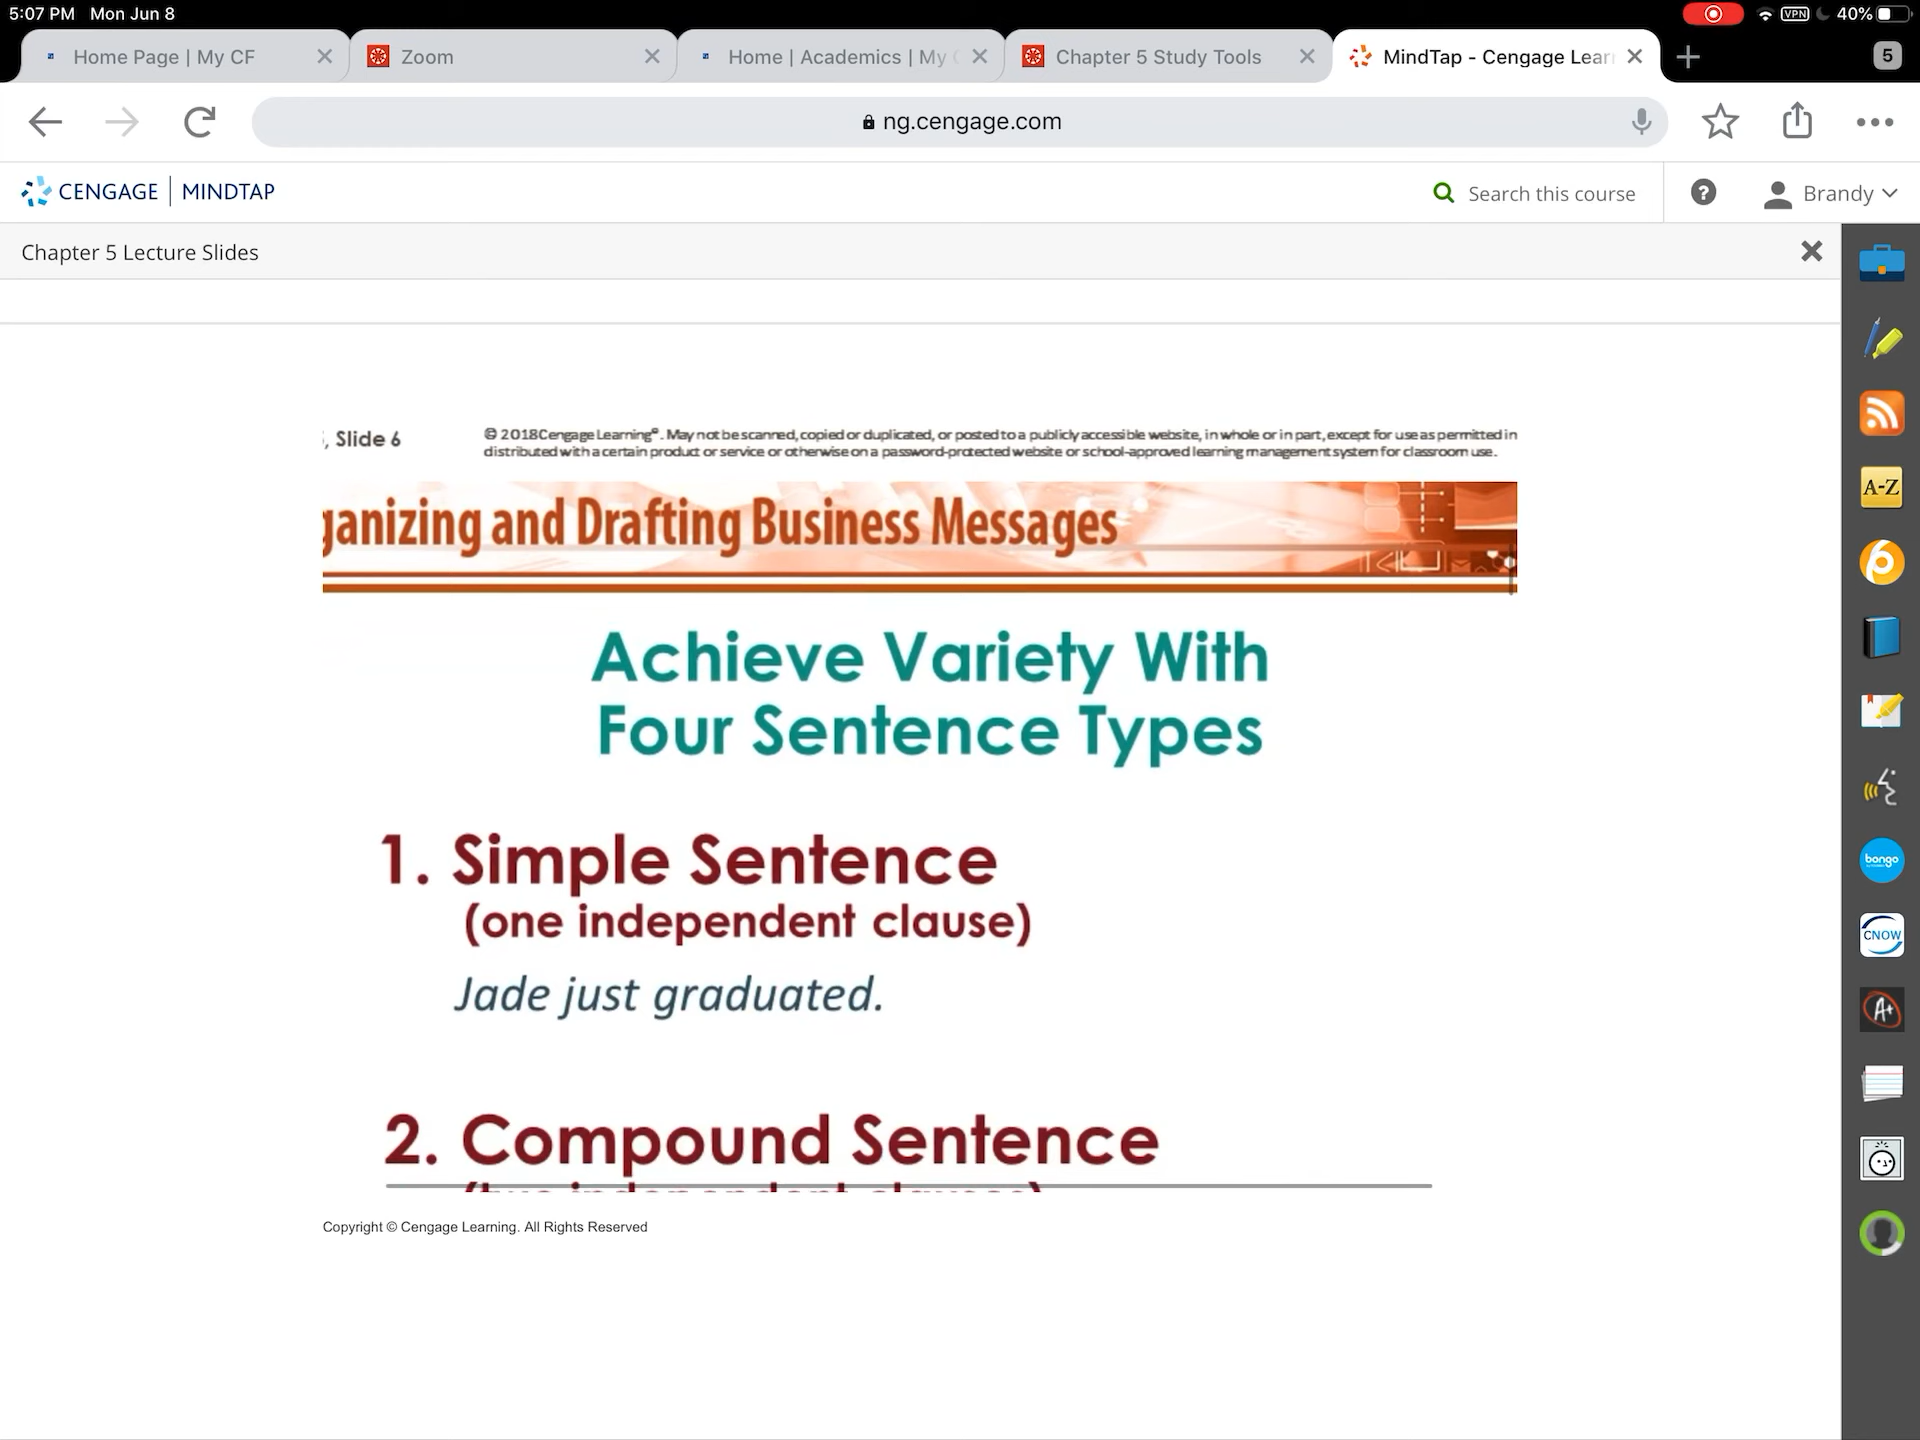 5:07 PM Mon Jun 8
VPN 40%
Home Page | My CF
Zoom
Home | Academics | My
Chapter 5 Study Tools
MindTap - Cengage Lear
5
ng.cengage.com
CENGAGE | MINDTAP
Search this course
?
Brandy
Chapter 5 Lecture Slides
, Slide 6
© 2018 Cengage Learning®. May not be scanned, copied or duplicated, or posted to a publicly accessible website, in whole or in part, except for use as permitted in
distributed with a certain product or service or otherwise on a password-protected website or school-approved learning management system for classroom use.
ganizing and Drafting Business Messages
Achieve Variety With
Four Sentence Types
1. Simple Sentence
(one independent clause)
Jade just graduated.
2. Compound Sentence
(two independent clauses)
Copyright © Cengage Learning. All Rights Reserved
A-Z
bongo
CNOW
A+